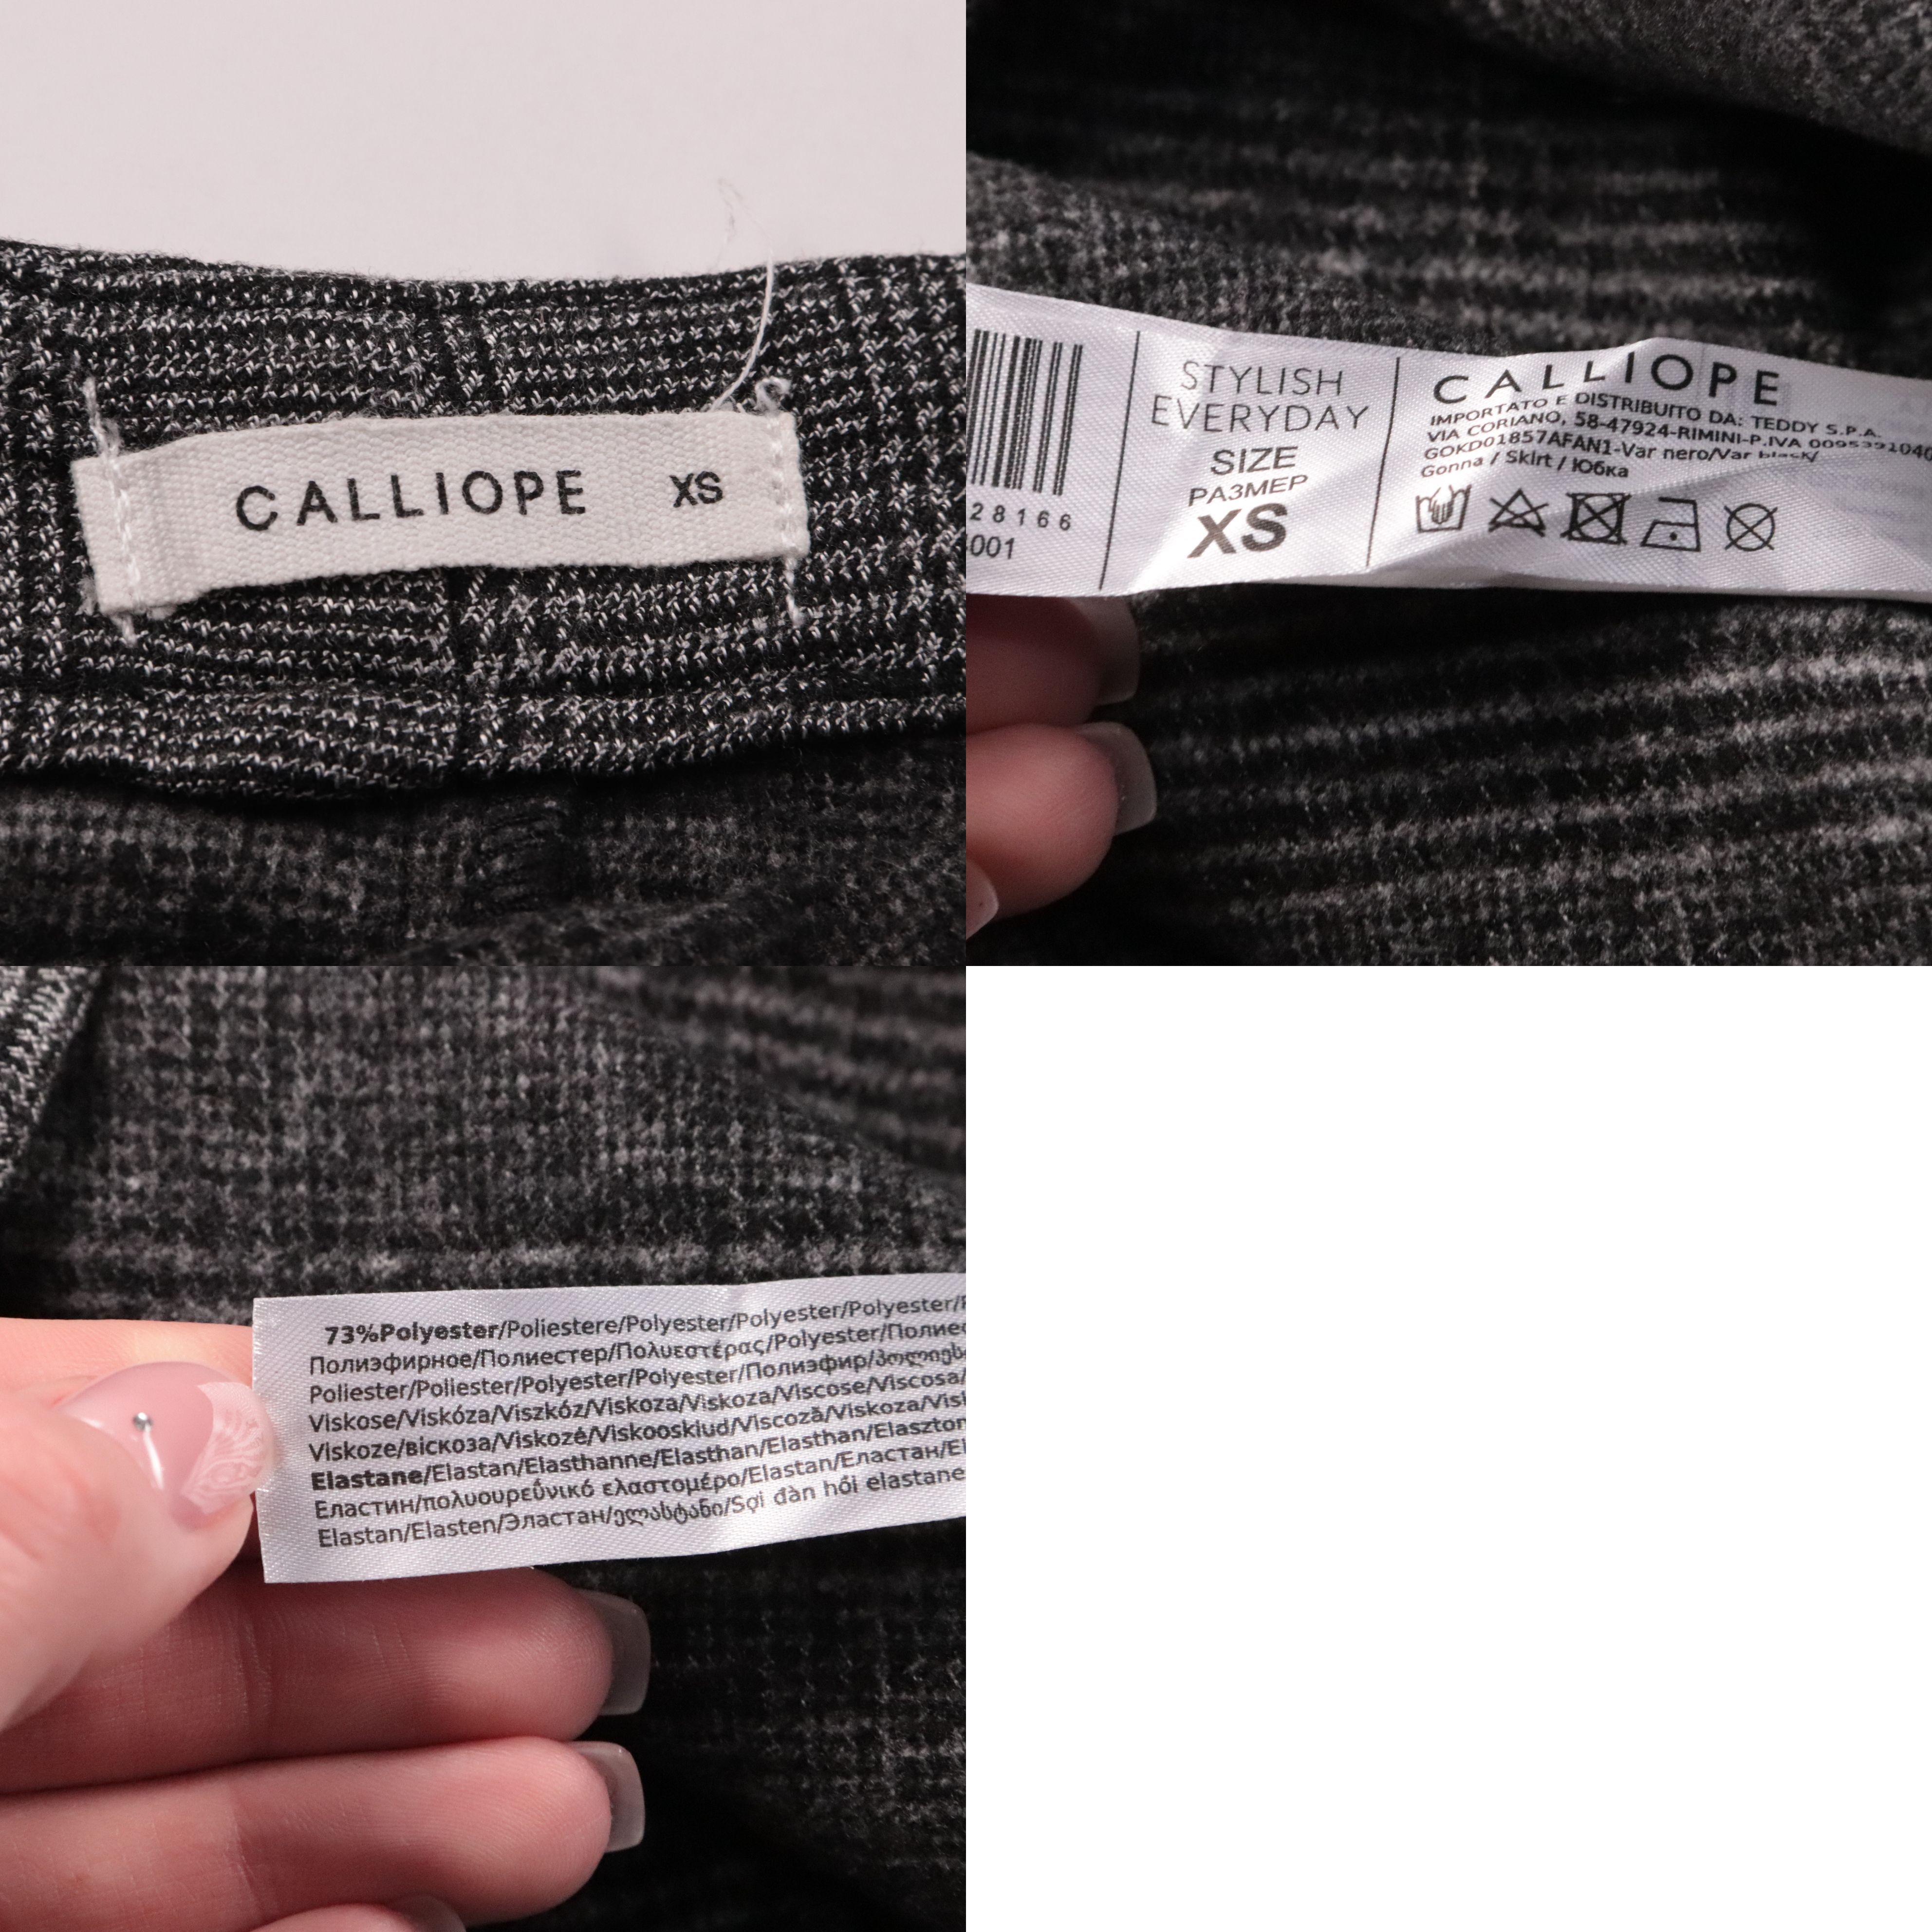 CALLIOPE XS
28166
001
STYLISH
EVERYDAY
SIZE
РАЗМЕР
XS
CALLIOPE
IMPORTATO E DISTRIBUITO DA: TEDDY S.P.A.
VIA CORIANO, 58-47924-RIMINI-P.IVA
GOKD01857AFAN1-Var nero/Var black/
Gonna / Skirt / Юбка
73%Polyester/Poliestere/Polyester/Polyester/Polyester/
Полиэфирное/Полиестер/Πολυεστέρας/Polyester/
Poliester/Poliester/Polyester/Polyester/Полиэфир/
Viskose/Viskóza/Viszkóz/Viskoza/Viskoza/Viscose/Viscosa/
Viskoze/віскоза/Viskozė/Viskooskiud/Viscoză/Viskoza/
Elastane/Elastan/Elasthanne/Elasthan/Elasthan/
Еластин/πολυουρεΰνικό ελαστομέρο/Elastan/Еластан/
Elastan/Elasten/Эластан/ელასტანი/Sợi đàn hồi elastane